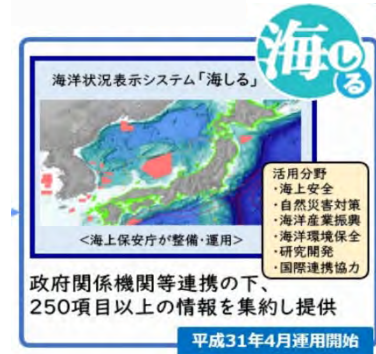 海しる
海洋状況表示システム「海しる」
活用分野
・海上安全
・自然災害対策
・海洋産業振興
・海洋環境保全
・研究開発
・国際連携協力
<海上保安庁が整備・運用>
政府関係機関等連携の下、
250項目以上の情報を集約し提供
平成31年4月運用開始